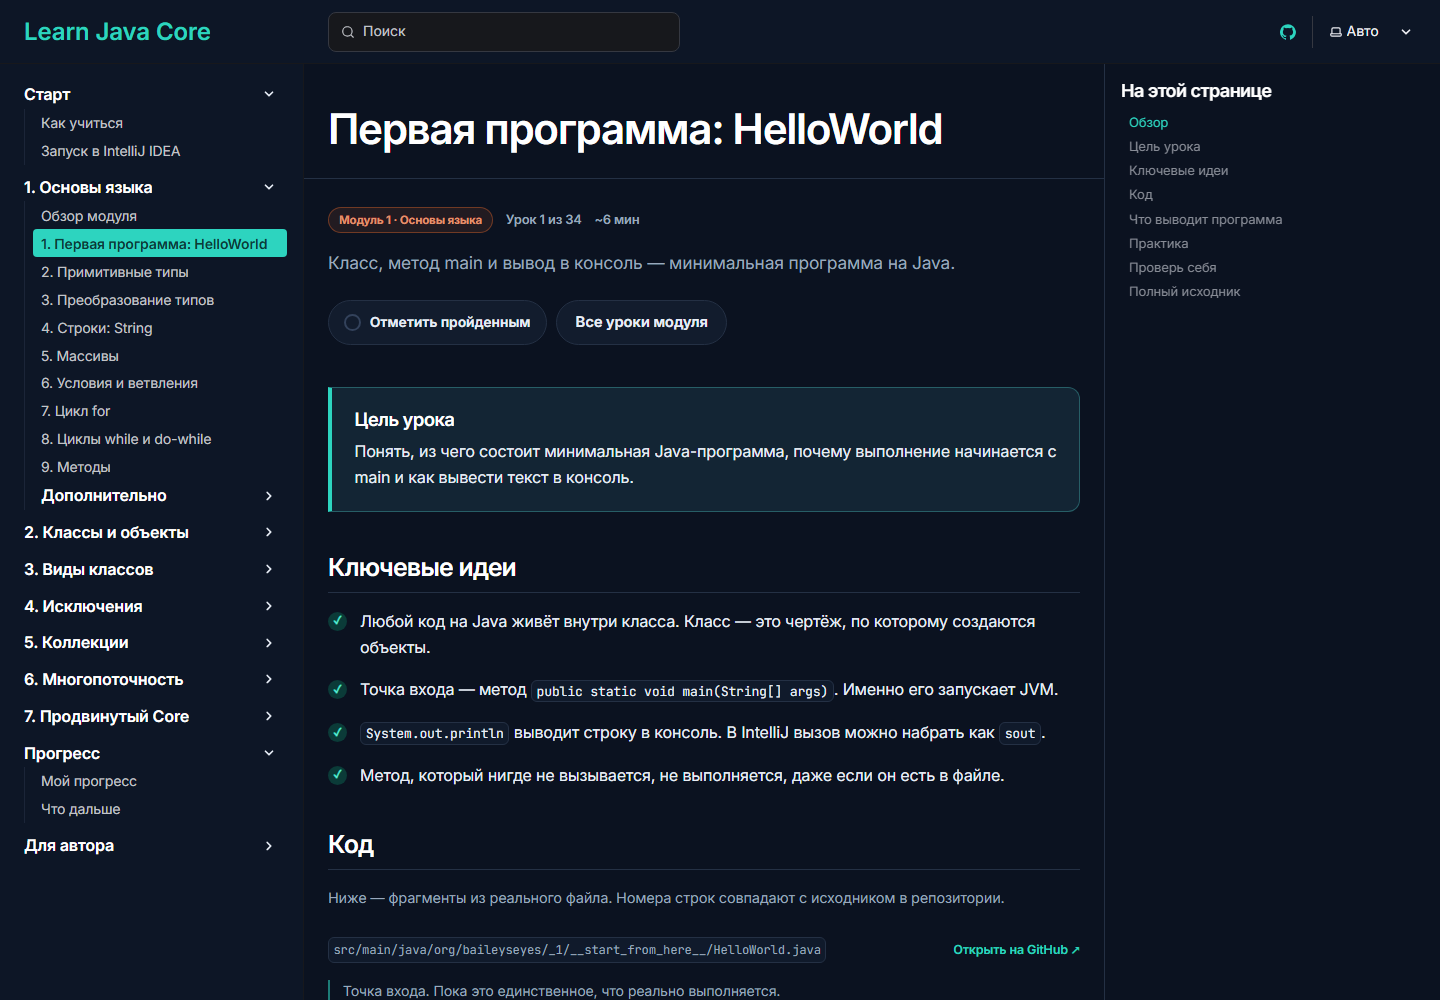 Learn Java Core
Поиск
Авто
Старт
Как учиться
Запуск в IntelliJ IDEA
1. Основы языка
Обзор модуля
1. Первая программа: HelloWorld
2. Примитивные типы
3. Преобразование типов
4. Строки: String
5. Массивы
6. Условия и ветвления
7. Цикл for
8. Циклы while и do-while
9. Методы
Дополнительно
2. Классы и объекты
3. Виды классов
4. Исключения
5. Коллекции
6. Многопоточность
7. Продвинутый Core
Прогресс
Мой прогресс
Что дальше
Для автора
Первая программа: HelloWorld
Модуль 1 · Основы языка
Урок 1 из 34
~6 мин
Класс, метод main и вывод в консоль — минимальная программа на Java.
Отметить пройденным
Все уроки модуля
Цель урока
Понять, из чего состоит минимальная Java-программа, почему выполнение начинается с
main и как вывести текст в консоль.
Ключевые идеи
Любой код на Java живёт внутри класса. Класс — это чертёж, по которому создаются
объекты.
Точка входа — метод public static void main(String[] args). Именно его запускает JVM.
System.out.println выводит строку в консоль. В IntelliJ вызов можно набрать как sout.
Метод, который нигде не вызывается, не выполняется, даже если он есть в файле.
Код
Ниже — фрагменты из реального файла. Номера строк совпадают с исходником в репозитории.
src/main/java/org/baileyseyes/_1/__start_from_here__/HelloWorld.java
Открыть на GitHub ↗
Точка входа. Пока это единственное, что реально выполняется.
На этой странице
Обзор
Цель урока
Ключевые идеи
Код
Что выводит программа
Практика
Проверь себя
Полный исходник